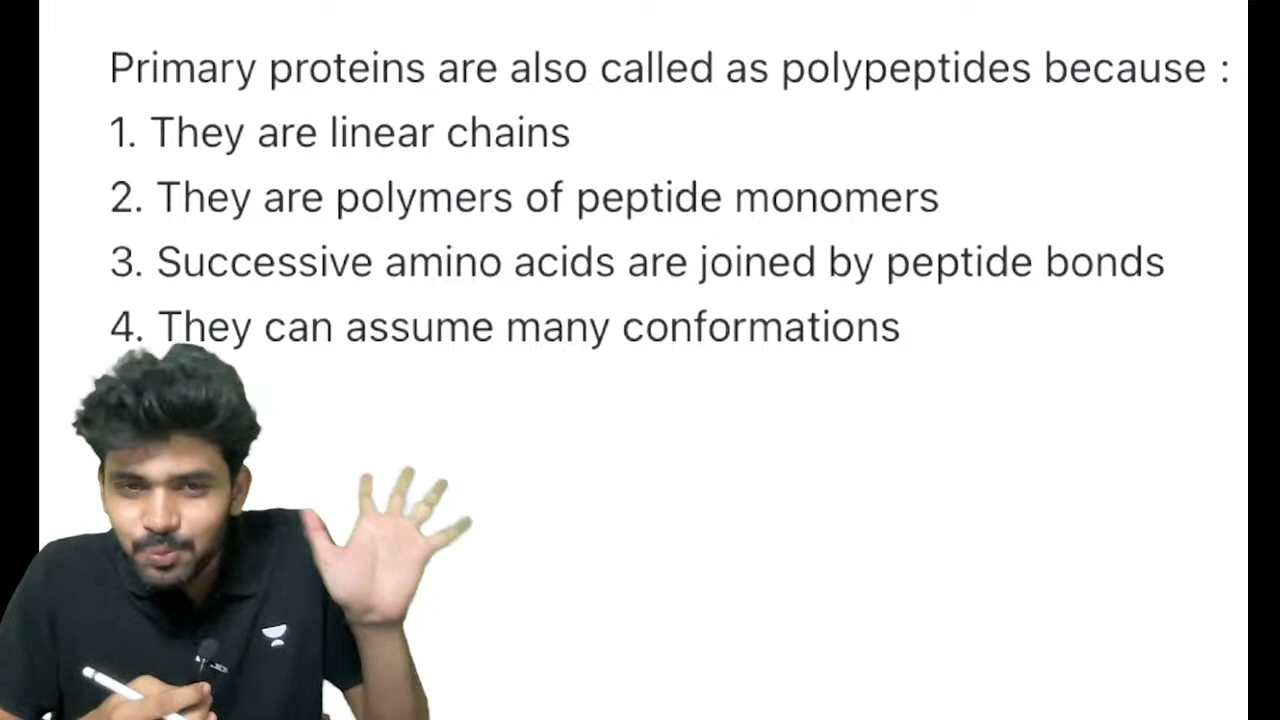 Primary proteins are also called as polypeptides because :
1. They are linear chains
2. They are polymers of peptide monomers
3. Successive amino acids are joined by peptide bonds
4. They can assume many conformations